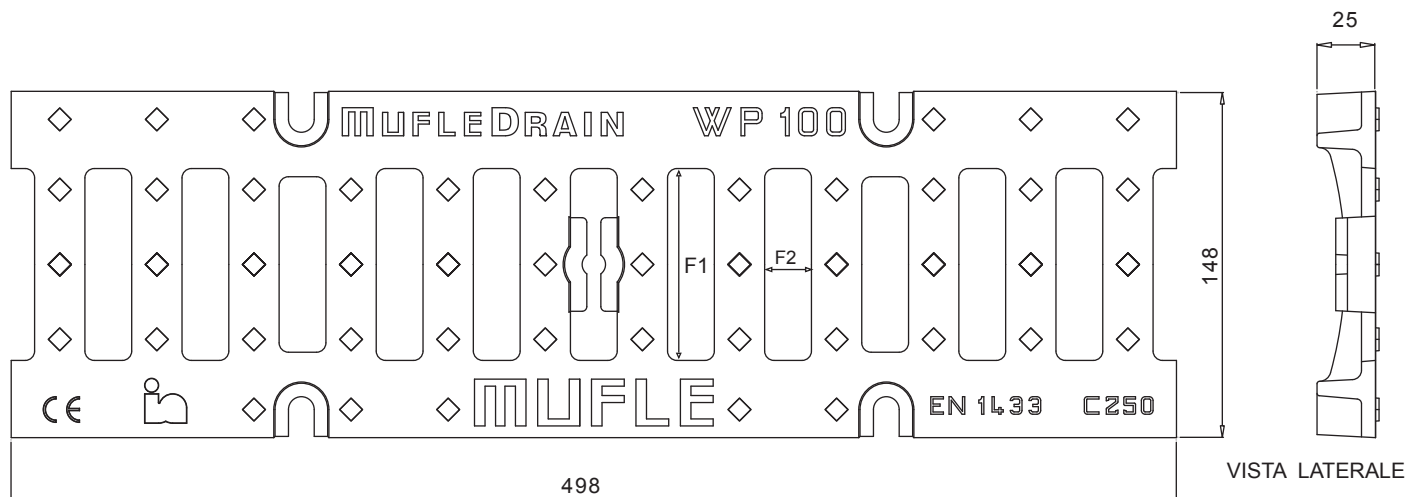 25
MUFLEDRAIN WP 100
F1 F2
148
MUFLE
CE EN 1433 C250
VISTA LATERALE
498